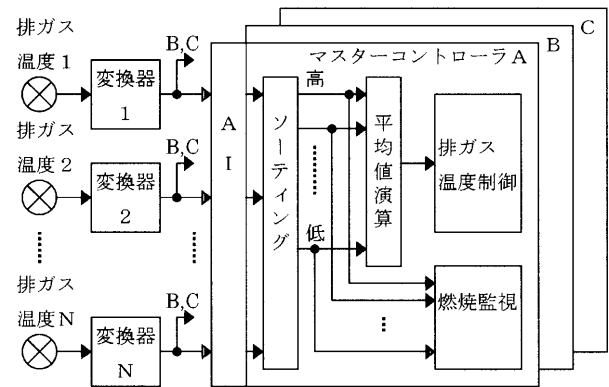 排ガス
温度1
変換器
1
B,C
排ガス
温度2
変換器
2
B,C
排ガス
温度N
変換器
N
B,C
C
B
マスターコントローラA
AI
ソーティング
高
低
平均値演算
排ガス
温度制御
燃焼監視